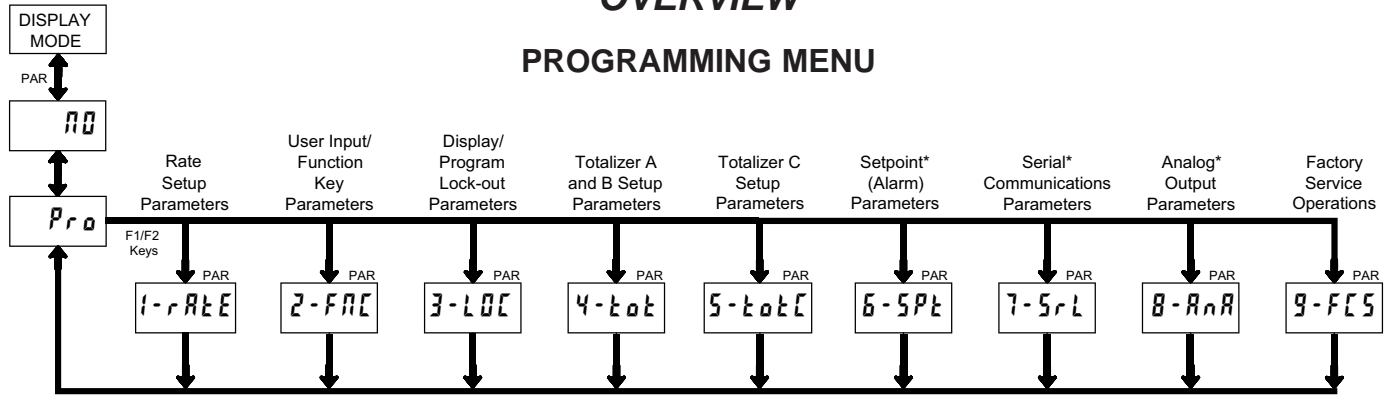 OVERVIEW
PROGRAMMING MENU
DISPLAY
MODE
PAR
NO
Pro
F1/F2
Keys
Rate
Setup
Parameters
PAR
1-rAtE
User Input/
Function
Key
Parameters
PAR
2-FNC
Display/
Program
Lock-out
Parameters
PAR
3-LOC
Totalizer A
and B Setup
Parameters
PAR
4-tot
Totalizer C
Setup
Parameters
PAR
5-totC
Setpoint*
(Alarm)
Parameters
PAR
6-SPt
Serial*
Communications
Parameters
PAR
7-SrL
Analog*
Output
Parameters
PAR
8-AnA
Factory
Service
Operations
PAR
9-FCS